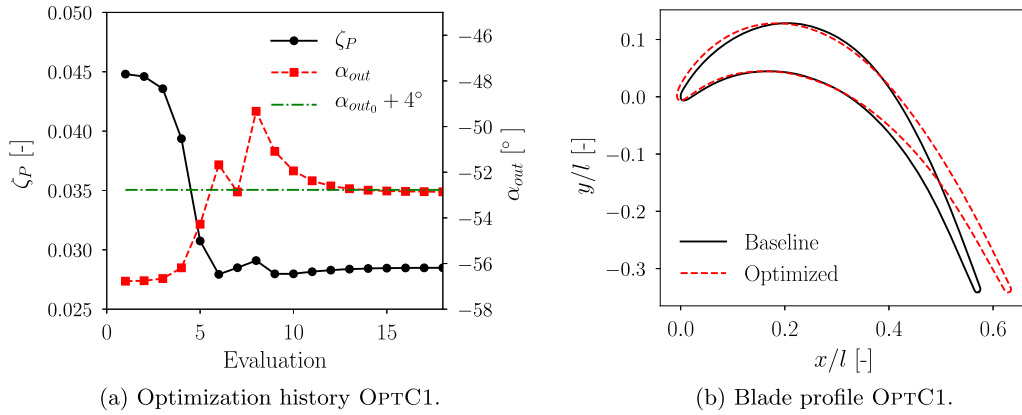 0.050
0.045
0.040
0.035
0.030
0.025
ζ_P [-]
0
5
10
15
Evaluation
ζ_P
α_out
α_out₀ + 4°
−46
−48
−50
−52
−54
−56
−58
α_out [°]
(a) Optimization history OptC1.
0.1
0.0
−0.1
−0.2
−0.3
y/l [-]
Baseline
Optimized
0.0
0.2
0.4
0.6
x/l [-]
(b) Blade profile OptC1.